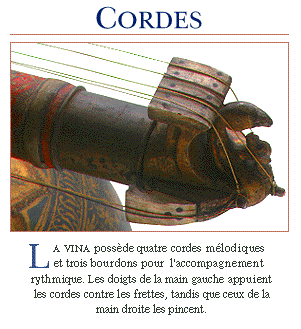 CORDES
LA VINA possède quatre cordes mélodiques
et trois bourdons pour l'accompagnement
rythmique. Les doigts de la main gauche appuient
les cordes contre les frettes, tandis que ceux de la
main droite les pincent.